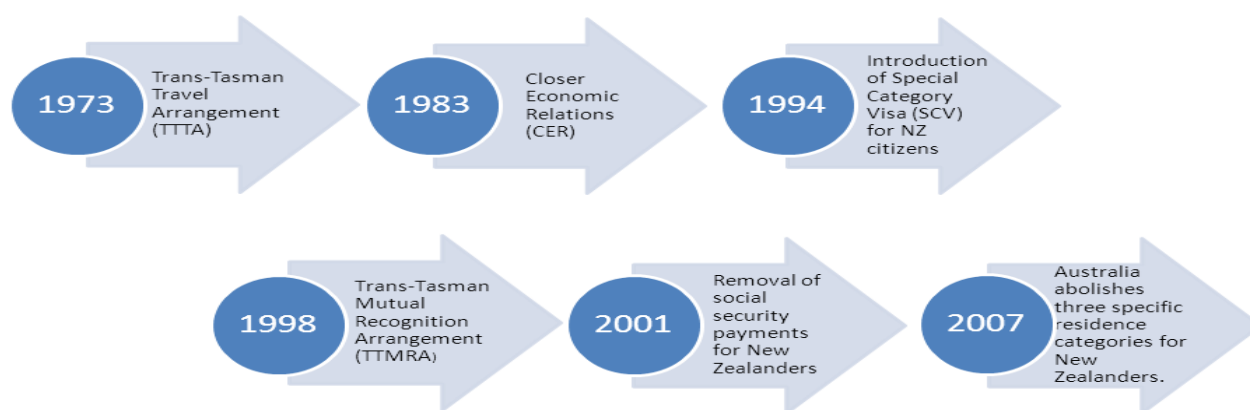 1973
Trans-Tasman
Travel
Arrangement
(TTTA)
1983
Closer
Economic
Relations
(CER)
1994
Introduction
of Special
Category
Visa (SCV)
for NZ
citizens
1998
Trans-Tasman
Mutual
Recognition
Arrangement
(TTMRA)
2001
Removal of
social
security
payments
for New
Zealanders
2007
Australia
abolishes
three specific
residence
categories for
New
Zealanders.